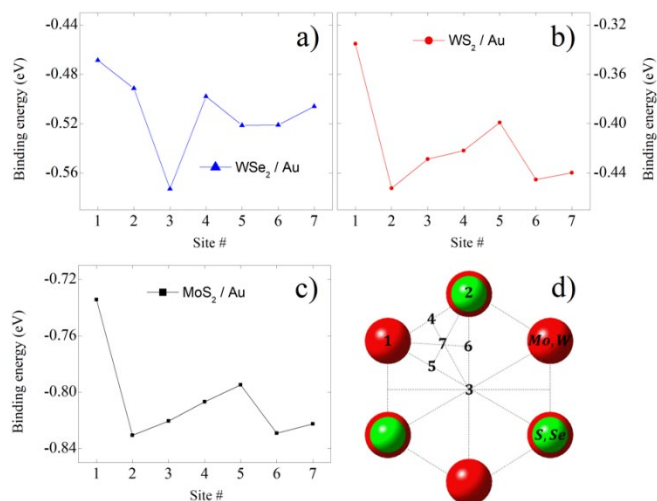 a)
-0.44
-0.48
-0.52
-0.56
Binding energy (eV)
WSe₂ / Au
1 2 3 4 5 6 7
Site #
b)
-0.32
-0.36
-0.40
-0.44
Binding energy (eV)
WS₂ / Au
1 2 3 4 5 6 7
Site #
c)
-0.72
-0.76
-0.80
-0.84
Binding energy (eV)
MoS₂ / Au
1 2 3 4 5 6 7
Site #
d)
2
4
1 7 6 Mo,W
5
3
S,Se